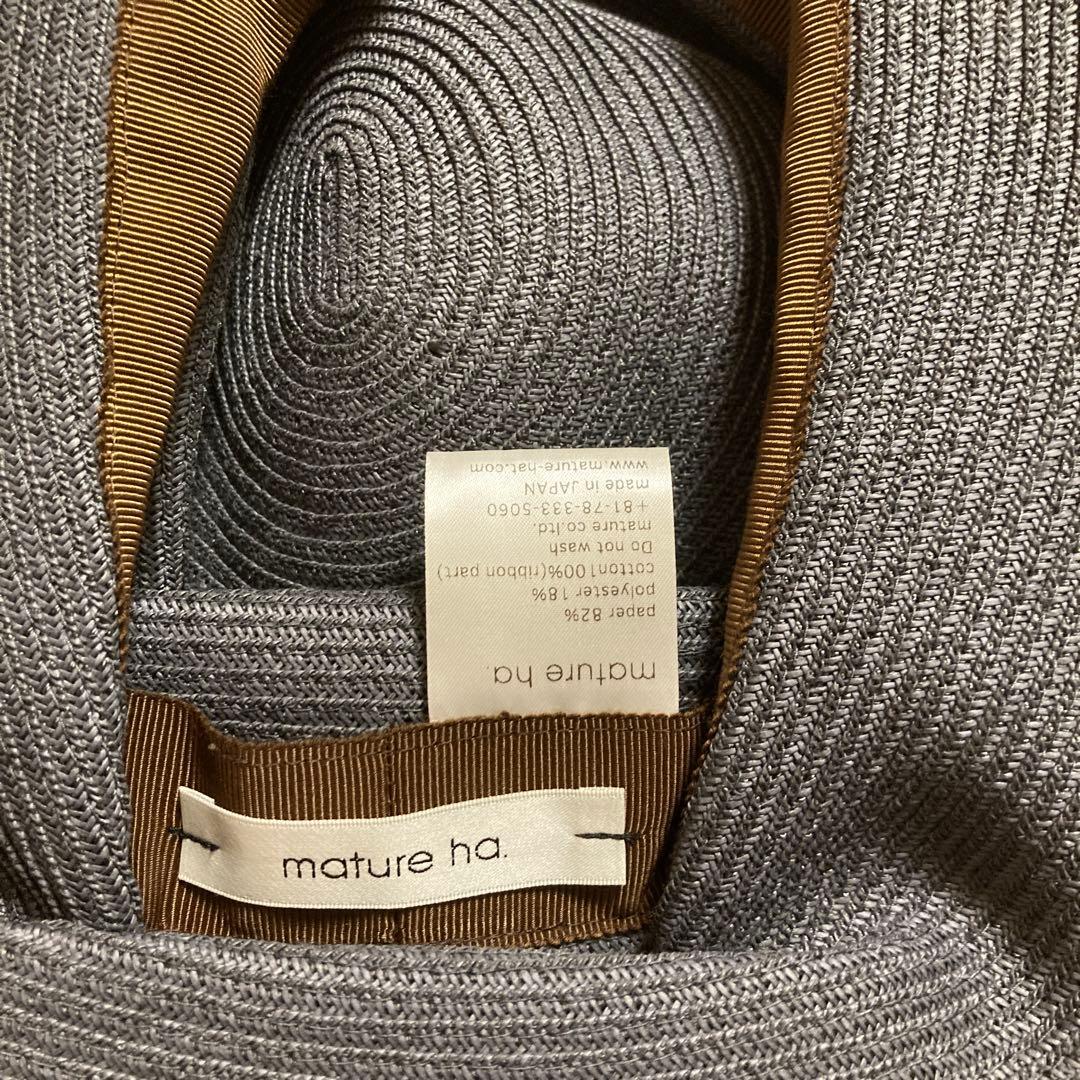 mature ha.
paper 82%
polyester 18%
cotton100%(ribbon part)
Do not wash
mature co.ltd.
+81-78-333-5060
made in JAPAN
www.mature-hat.com
mature ha.